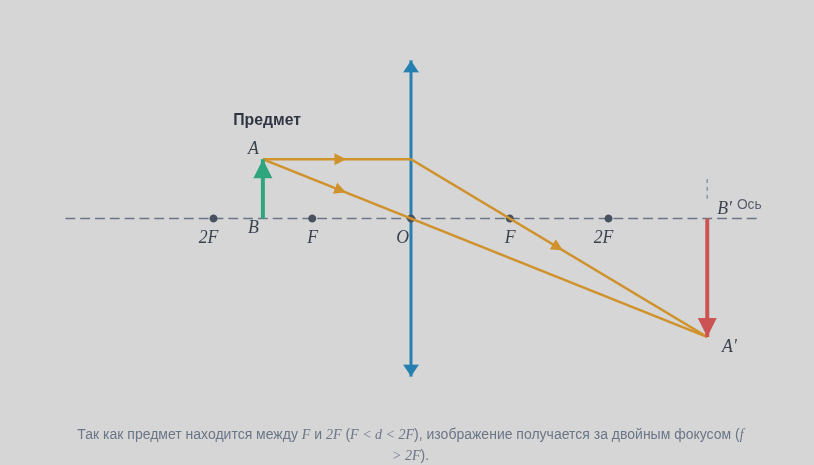 Предмет
A
B' Ось
B
2F F O F 2F
A'
Так как предмет находится между F и 2F (F < d < 2F), изображение получается за двойным фокусом (f
> 2F).